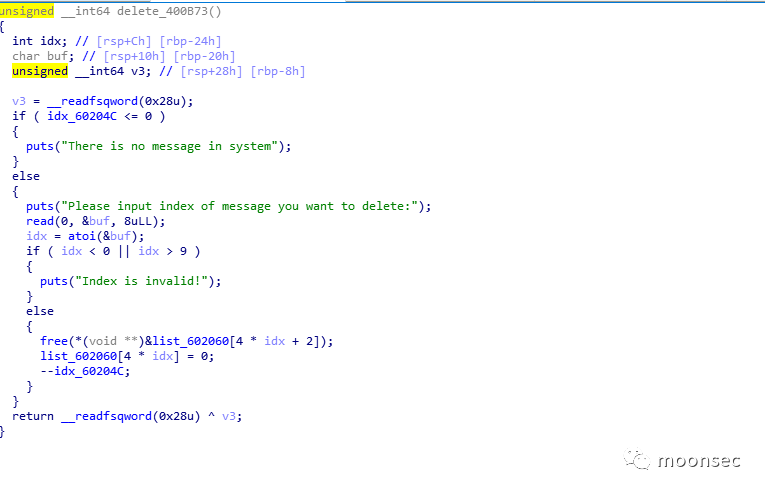 unsigned __int64 delete_400B73()
{
  int idx; // [rsp+Ch] [rbp-24h]
  char buf; // [rsp+10h] [rbp-20h]
  unsigned __int64 v3; // [rsp+28h] [rbp-8h]

  v3 = __readfsqword(0x28u);
  if ( idx_60204C <= 0 )
  {
    puts("There is no message in system");
  }
  else
  {
    puts("Please input index of message you want to delete:");
    read(0, &buf, 8uLL);
    idx = atoi(&buf);
    if ( idx < 0 || idx > 9 )
    {
      puts("Index is invalid!");
    }
    else
    {
      free(*(void **)&list_602060[4 * idx + 2]);
      list_602060[4 * idx] = 0;
      --idx_60204C;
    }
  }
  return __readfsqword(0x28u) ^ v3;
}
moonsec